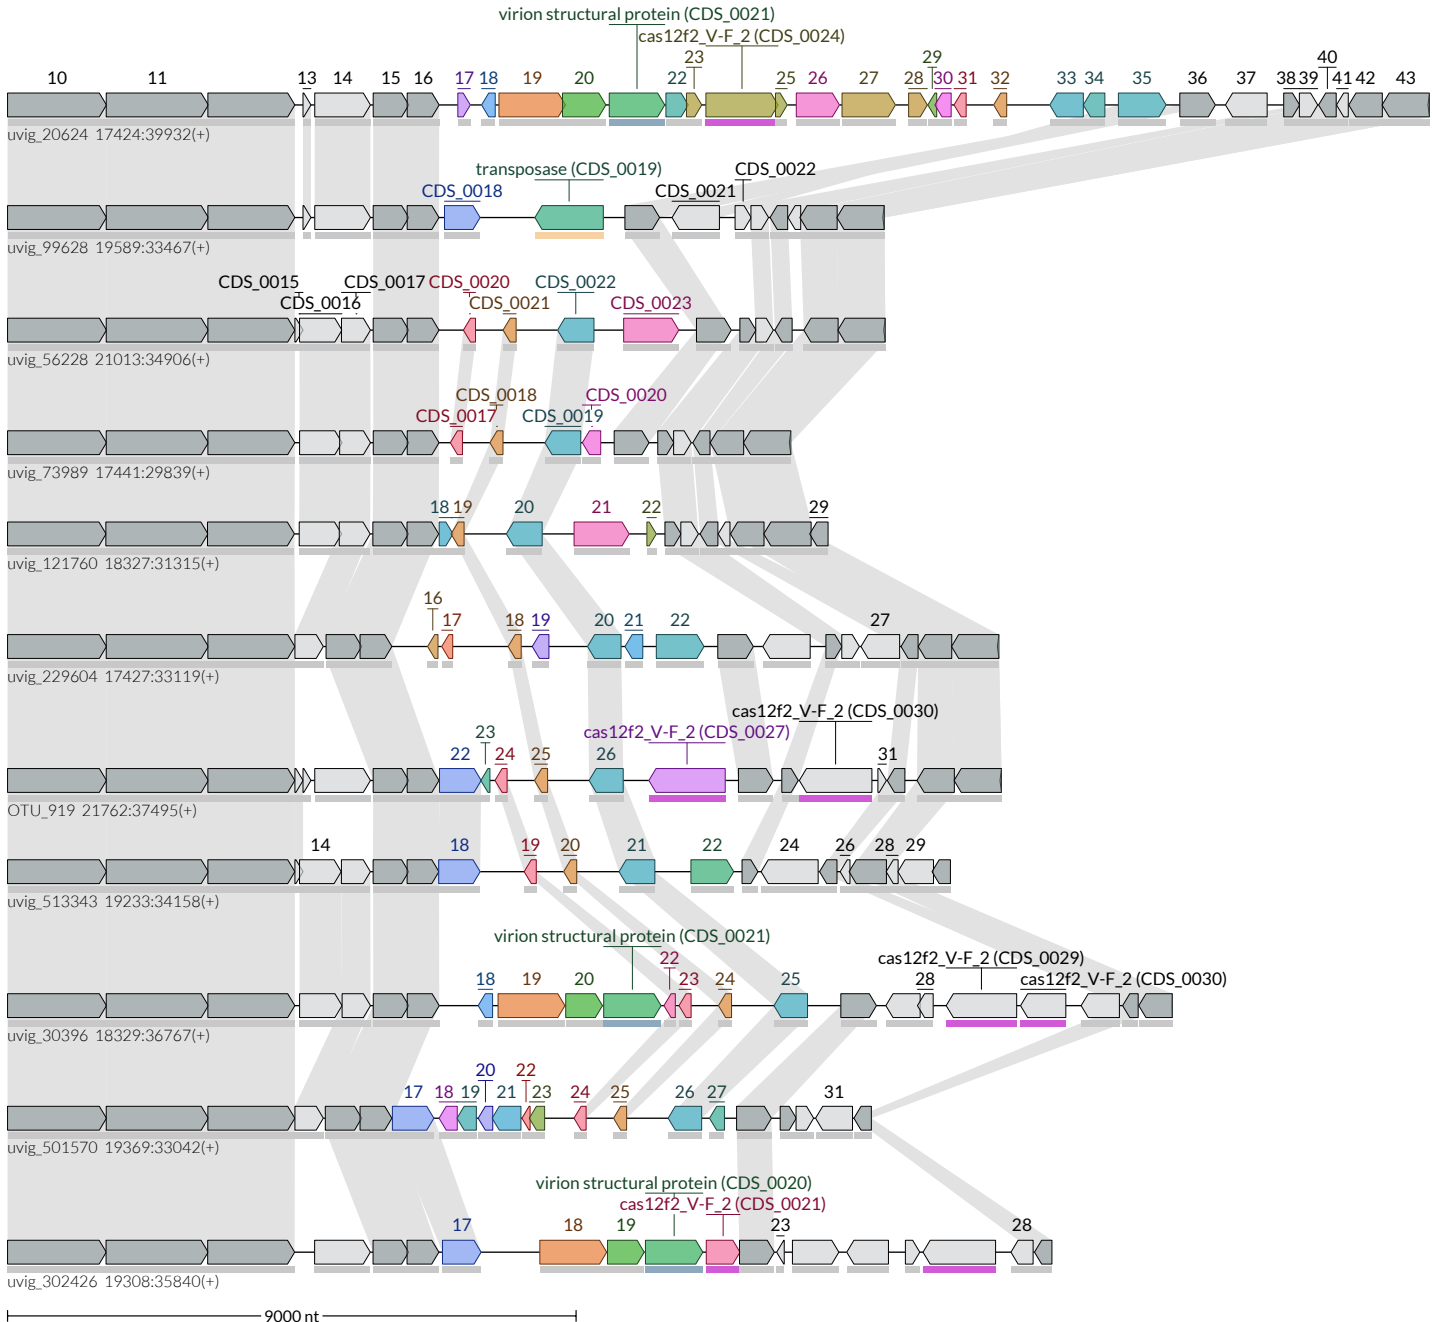 virion structural protein (CDS_0021)
cas12f2_V-F_2 (CDS_0024)
23 29 40
10 11 13 14 15 16 17 18 19 20 22 25 26 27 28 30 31 32 33 34 35 36 37 38 39 41 42 43
uvig_20624 17424:39932(+)
transposase (CDS_0019) CDS_0022
CDS_0018 CDS_0021
uvig_99628 19589:33467(+)
CDS_0015 CDS_0017 CDS_0020 CDS_0022
CDS_0016 CDS_0021 CDS_0023
uvig_56228 21013:34906(+)
CDS_0018 CDS_0020
CDS_0017 CDS_0019
uvig_73989 17441:29839(+)
18 19 20 21 22 29
uvig_121760 18327:31315(+)
16
17 18 19 20 21 22 27
uvig_229604 17427:33119(+)
cas12f2_V-F_2 (CDS_0030)
23 cas12f2_V-F_2 (CDS_0027)
22 24 25 26 31
OTU_919 21762:37495(+)
14 18 19 20 21 22 24 26 28 29
uvig_513343 19233:34158(+)
virion structural protein (CDS_0021)
22 cas12f2_V-F_2 (CDS_0029)
18 19 20 23 24 25 28 cas12f2_V-F_2 (CDS_0030)
uvig_30396 18329:36767(+)
20 22
17 18 19 21 23 24 25 26 27 31
uvig_501570 19369:33042(+)
virion structural protein (CDS_0020)
cas12f2_V-F_2 (CDS_0021)
17 18 19 23 28
uvig_302426 19308:35840(+)
9000 nt